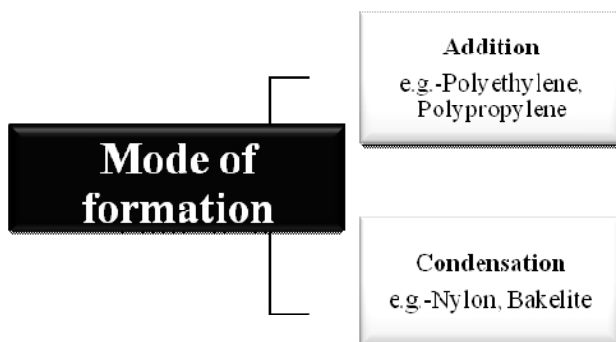 Mode of
formation
Addition
e.g.-Polyethylene,
Polypropylene
Condensation
e.g-Nylon, Bakelite